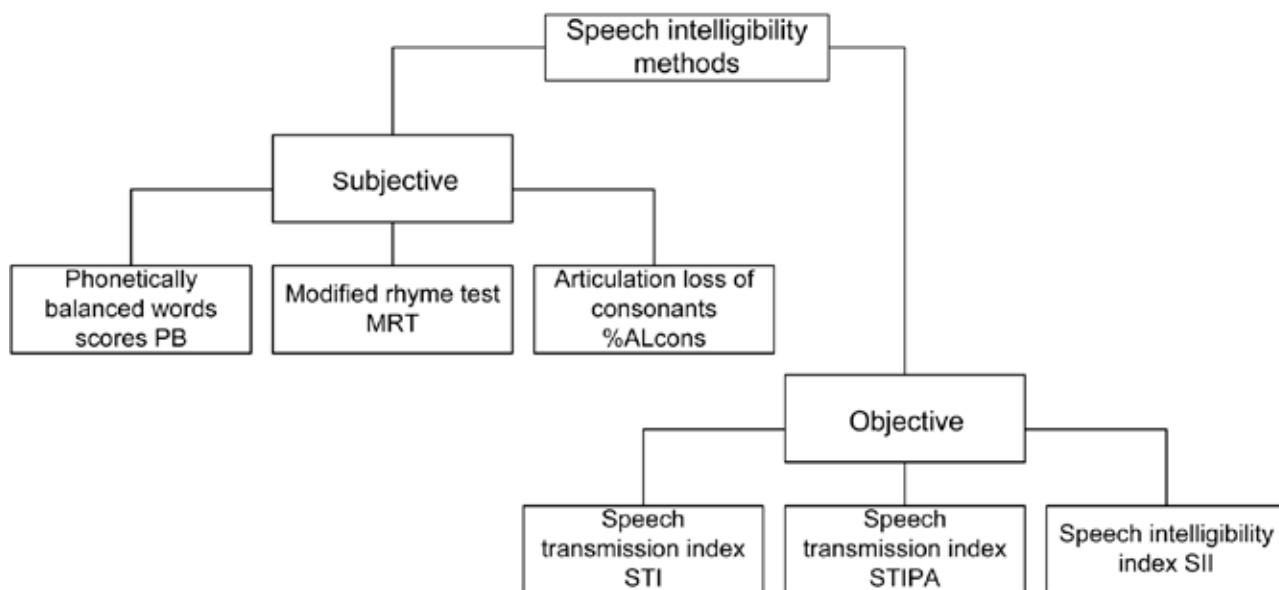 Speech intelligibility
methods
Subjective
Phonetically
balanced words
scores PB
Modified rhyme test
MRT
Articulation loss of
consonants
%ALcons
Objective
Speech
transmission index
STI
Speech
transmission index
STIPA
Speech intelligibility
index SII